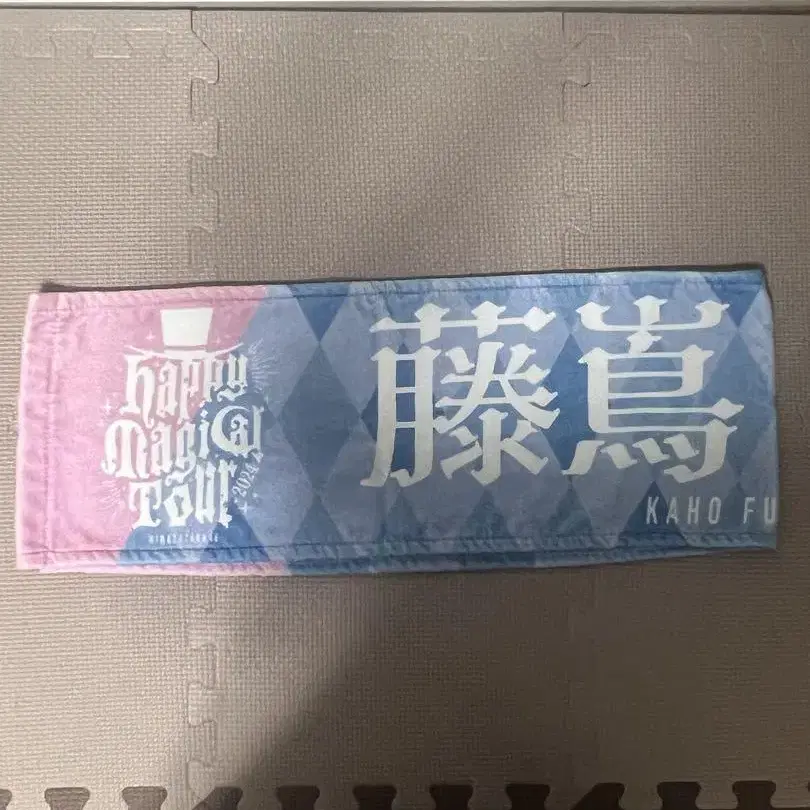 Happy
Magical
Tour
2024
HINATAZAKA46
藤嶌
KAHO FU